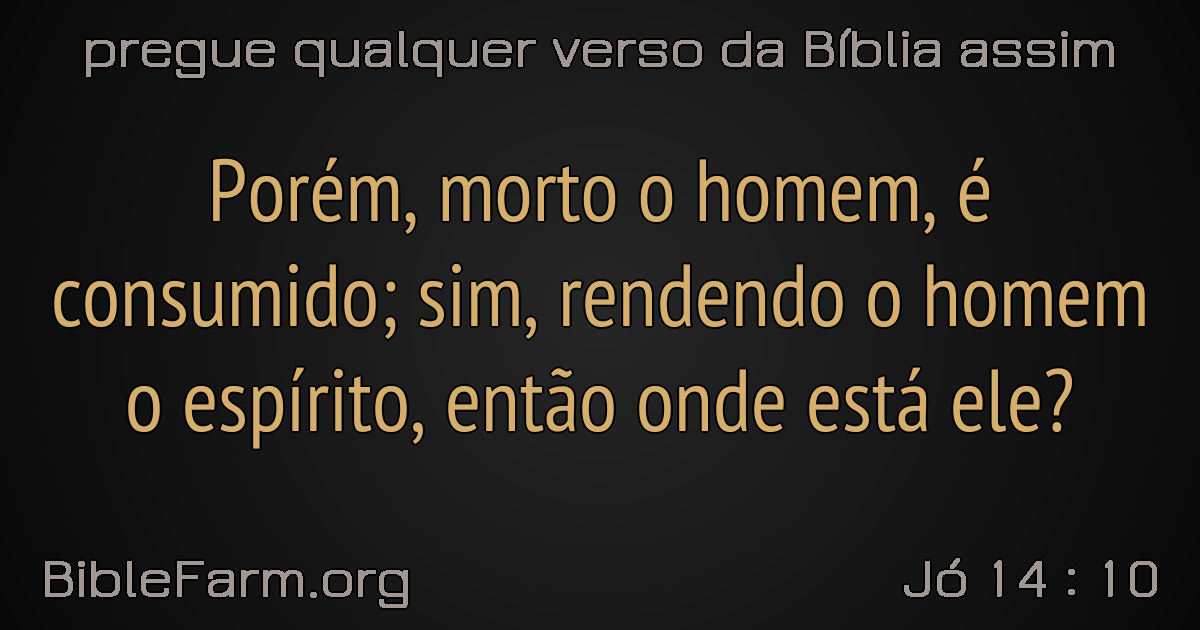 pregue qualquer verso da Bíblia assim
Porém, morto o homem, é
consumido; sim, rendendo o homem
o espírito, então onde está ele?
BibleFarm.org
Jó 14 : 10